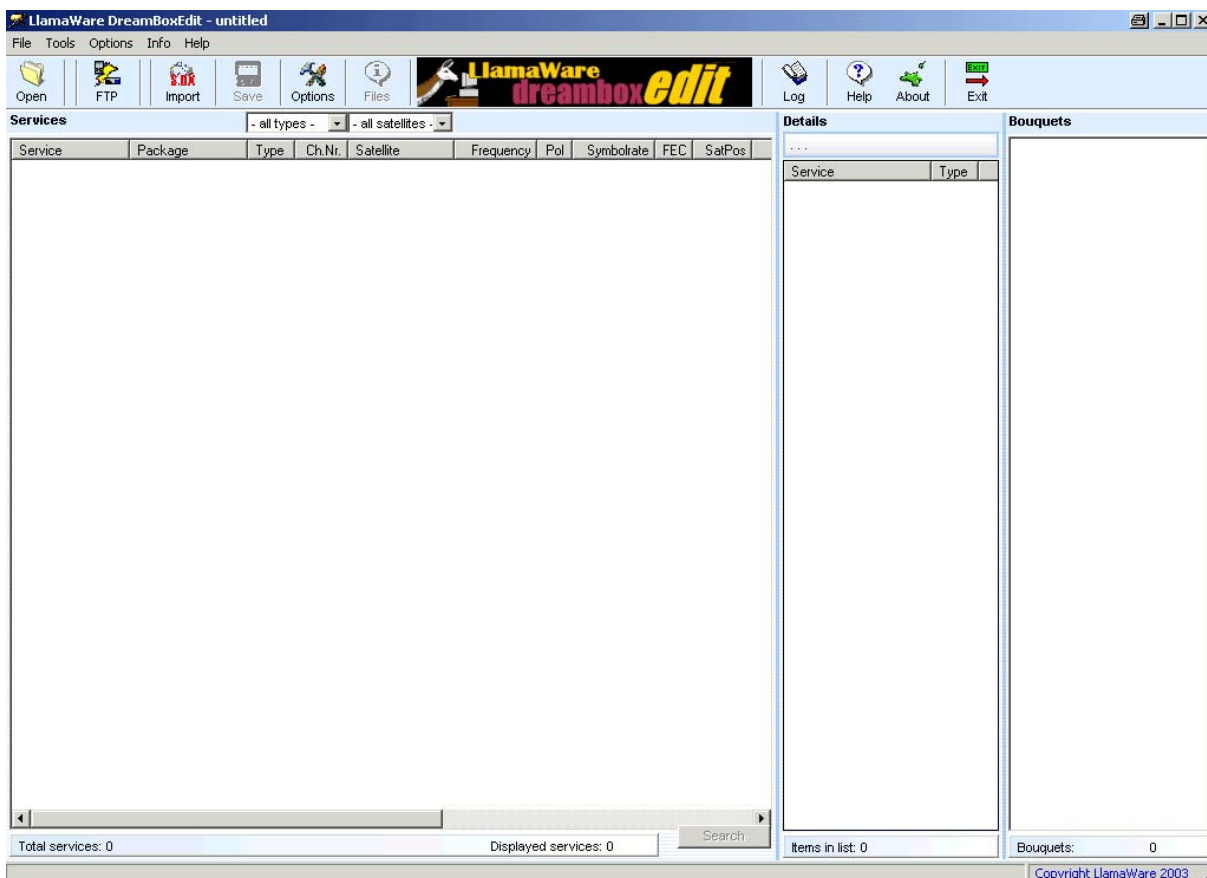 LlamaWare DreamBoxEdit - untitled
File Tools Options Info Help
Open FTP Import Save Options Files LlamaWare dreambox edit Log Help About EXIT Exit
Services - all types - - all satellites - Details Bouquets
...
Service Package Type Ch.Nr. Satellite Frequency Pol Symbolrate FEC SatPos
Service Type
Search
Total services: 0 Displayed services: 0 Items in list: 0 Bouquets: 0
Copyright LlamaWare 2003